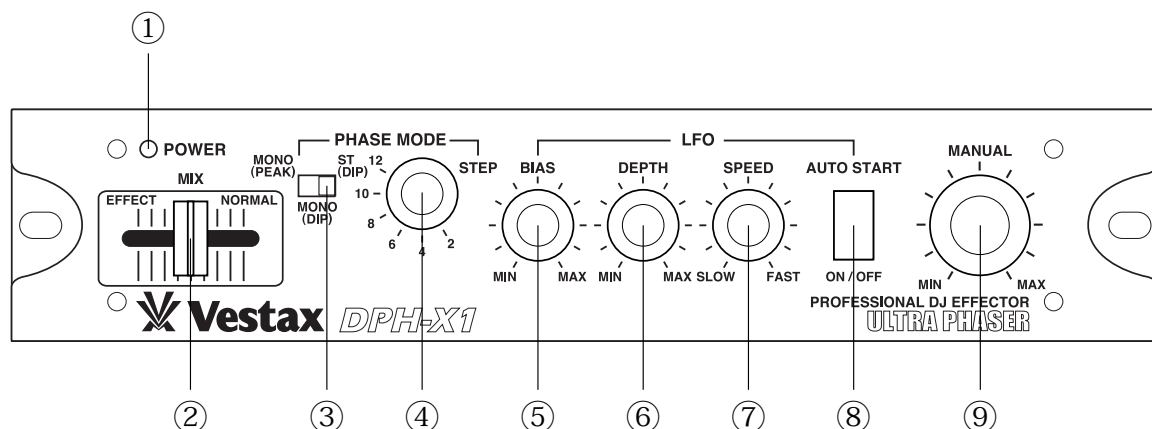 ①
POWER
MIX
EFFECT NORMAL
PHASE MODE
MONO
(PEAK)
ST
(DIP)
MONO
(DIP)
STEP
12
10
8
6
4
2
LFO
BIAS
MIN MAX
DEPTH
MIN MAX
SPEED
SLOW FAST
AUTO START
ON / OFF
MANUAL
MIN MAX
Vestax DPH-X1
PROFESSIONAL DJ EFFECTOR
ULTRA PHASER
② ③ ④ ⑤ ⑥ ⑦ ⑧ ⑨